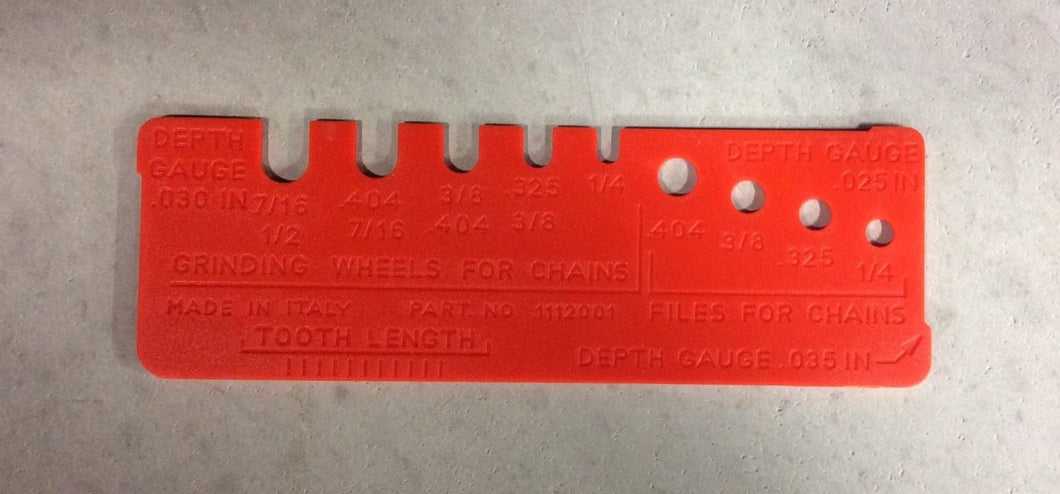 DEPTH
GAUGE
.030 IN
7/16 .404 3/8 .325 1/4
1/2 7/16 .404 3/8
GRINDING WHEELS FOR CHAINS
DEPTH GAUGE
.025 IN
.404 3/8 .325 1/4
FILES FOR CHAINS
MADE IN ITALY PART. NO 1112001
TOOTH LENGTH
DEPTH GAUGE .035 IN